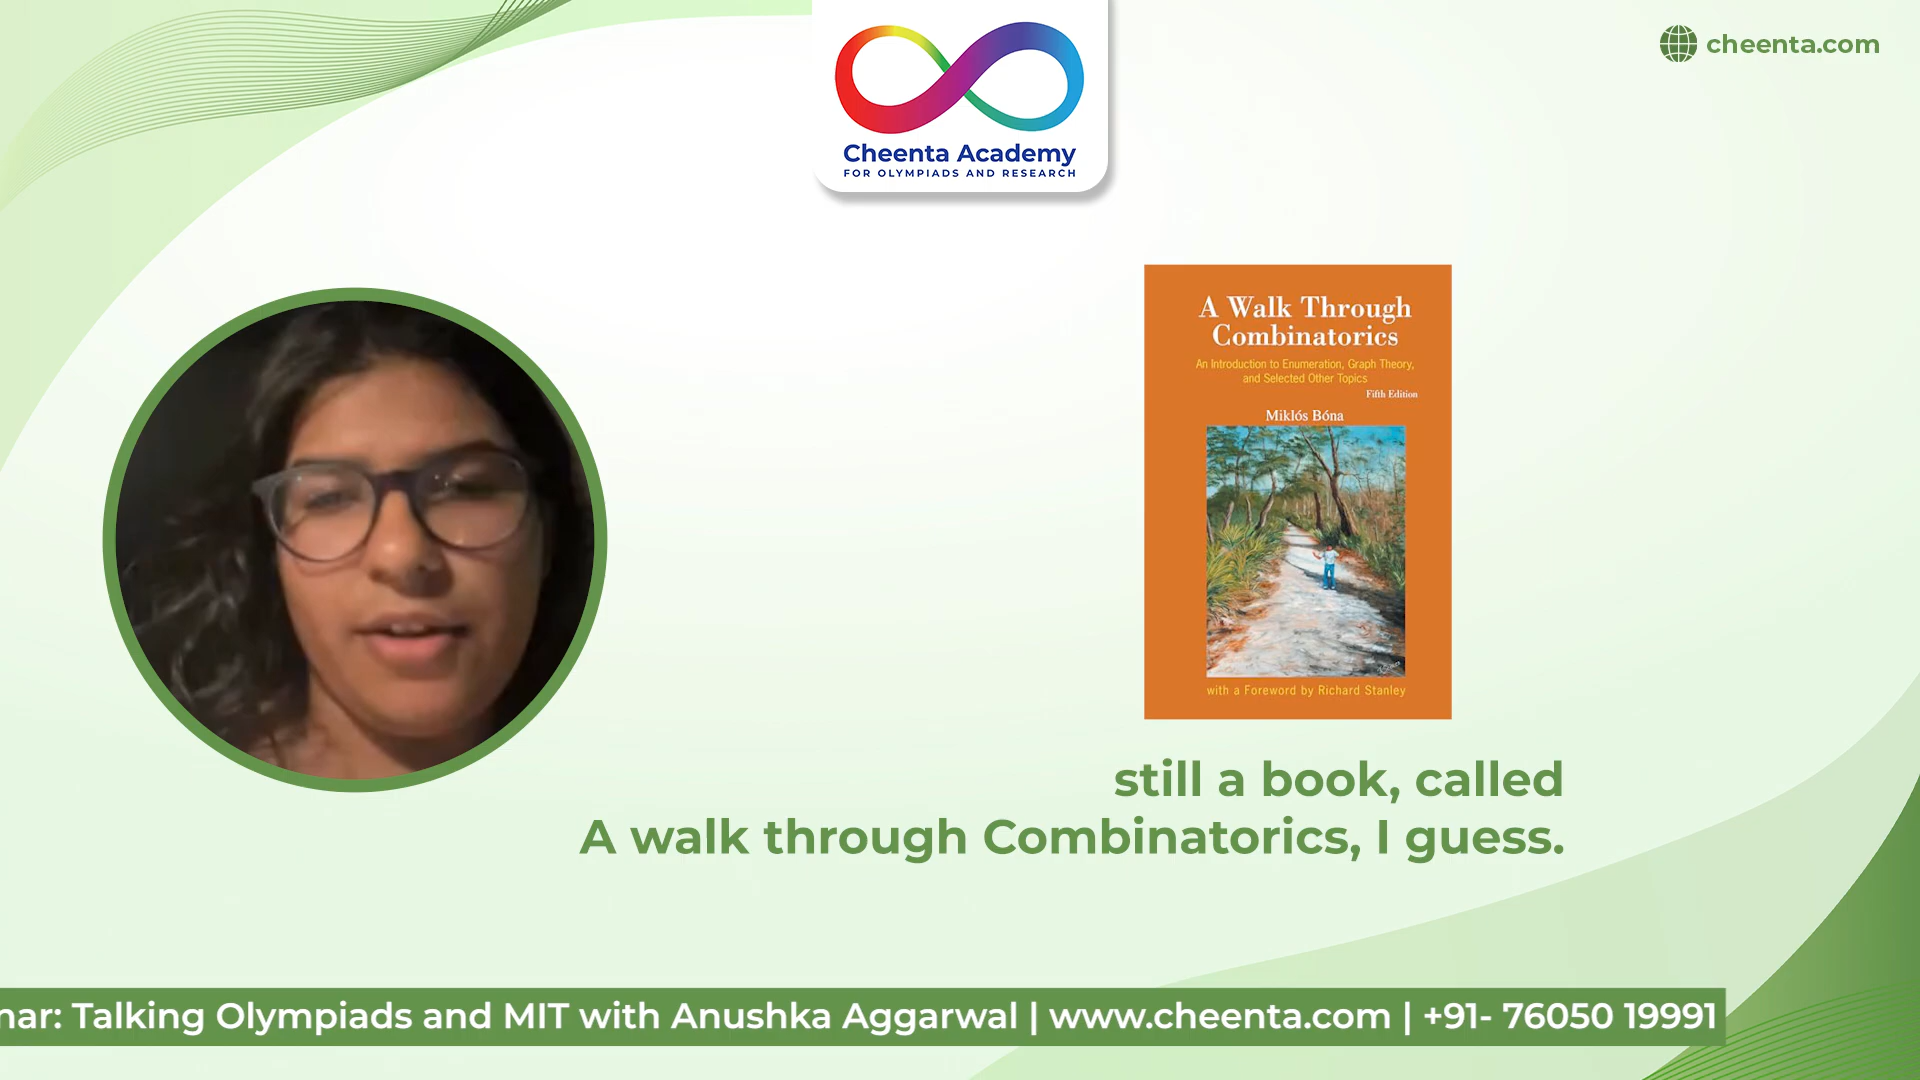 cheenta.com
Cheenta Academy
FOR OLYMPIADS AND RESEARCH
A Walk Through
Combinatorics
An Introduction to Enumeration, Graph Theory,
and Selected Other Topics
Fifth Edition
Miklós Bóna
with a Foreword by Richard Stanley
still a book, called
A walk through Combinatorics, I guess.
nar: Talking Olympiads and MIT with Anushka Aggarwal | www.cheenta.com | +91- 76050 19991